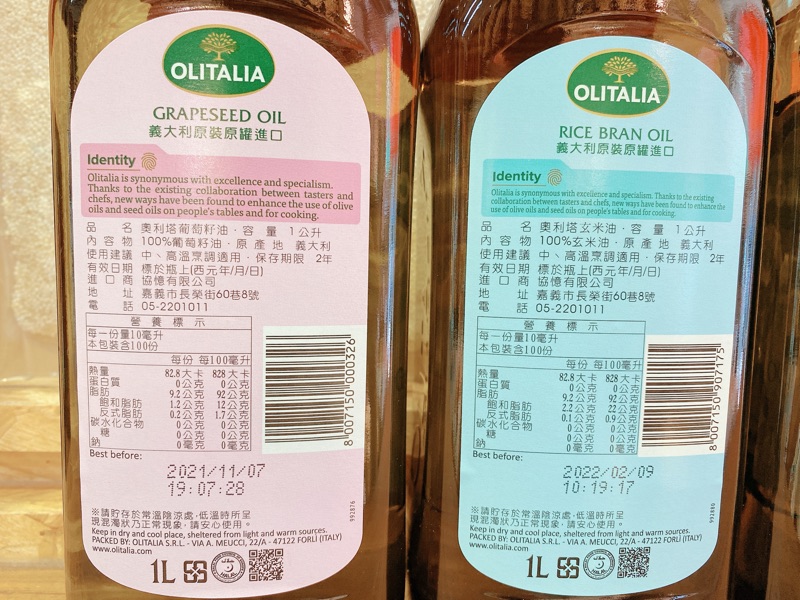 OLITALIA
GRAPESEED OIL
義大利原裝原罐進口
Identity
Olitalia is synonymous with excellence and specialism.
Thanks to the existing collaboration between tasters and
chefs, new ways have been found to enhance the use of olive
oils and seed oils on people's tables and for cooking.
品 名 奧利塔葡萄籽油·容量 1公升
內容物 100%葡萄籽油·原產地 義大利
使用建議 中、高溫烹調適用·保存期限 2年
有效日期 標於瓶上(西元年/月/日)
進口商 協憶有限公司
地 址 嘉義市長榮街60巷8號
電 話 05-2201011
營養標示
每一份量10毫升
本包裝含100份
每份 每100毫升
熱量 82.8大卡 828大卡
蛋白質 0公克 0公克
脂肪 9.2公克 92公克
飽和脂肪 1.2公克 12公克
反式脂肪 0.2公克 1.7公克
碳水化合物 0公克 0公克
糖 0公克 0公克
鈉 0毫克 0毫克
8 007150 000326
Best before:
2021/11/07
19:07:28
992876
※請貯存於常溫陰涼處·低溫時所呈
現混濁狀乃正常現象，請安心使用。
Keep in dry and cool place, sheltered from light and warm sources.
PACKED BY: OLITALIA S.R.L. - VIA A. MEUCCI, 22/A - 47122 FORLÌ (ITALY)
www.olitalia.com
1L
OLITALIA
RICE BRAN OIL
義大利原裝原罐進口
Identity
Olitalia is synonymous with excellence and specialism. Thanks to the existing
collaboration between tasters and chefs, new ways have been found to enhance the
use of olive oils and seed oils on people's tables and for cooking.
品 名 奧利塔玄米油·容量 1公升
內容物 100%玄米油·原產地 義大利
使用建議 中、高溫烹調適用·保存期限 2年
有效日期 標於瓶上(西元年/月/日)
進口商 協憶有限公司
地 址 嘉義市長榮街60巷8號
電 話 05-2201011
營養標示
每一份量10毫升
本包裝含100份
每份 每100毫升
熱量 82.8大卡 828大卡
蛋白質 0公克 0公克
脂肪 9.2公克 92公克
飽和脂肪 2.2公克 22公克
反式脂肪 0.1公克 0.9公克
碳水化合物 0公克 0公克
糖 0公克 0公克
鈉 0毫克 0毫克
8 007150 907175
Best before:
2022/02/09
10:19:17
992880
※請貯存於常溫陰涼處·低溫時所呈
現混濁狀乃正常現象，請安心使用。
Keep in dry and cool place, sheltered from light and warm sources.
PACKED BY: OLITALIA S.R.L. - VIA A. MEUCCI, 22/A - 47122 FORLÌ (ITALY)
www.olitalia.com
1L